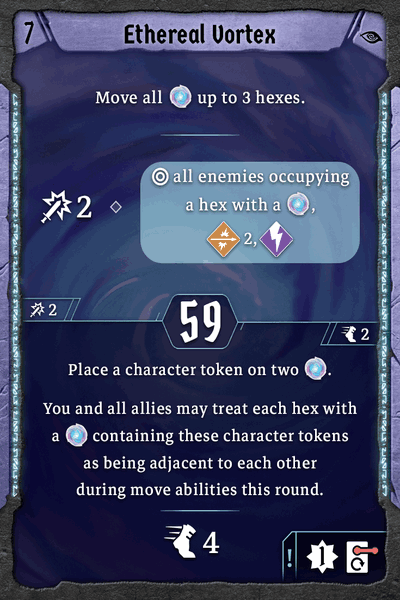 7 Ethereal Vortex
Move all up to 3 hexes.
2
all enemies occupying
a hex with a ,
2,
2
59
2
Place a character token on two .
You and all allies may treat each hex with
a containing these character tokens
as being adjacent to each other
during move abilities this round.
4
! 1